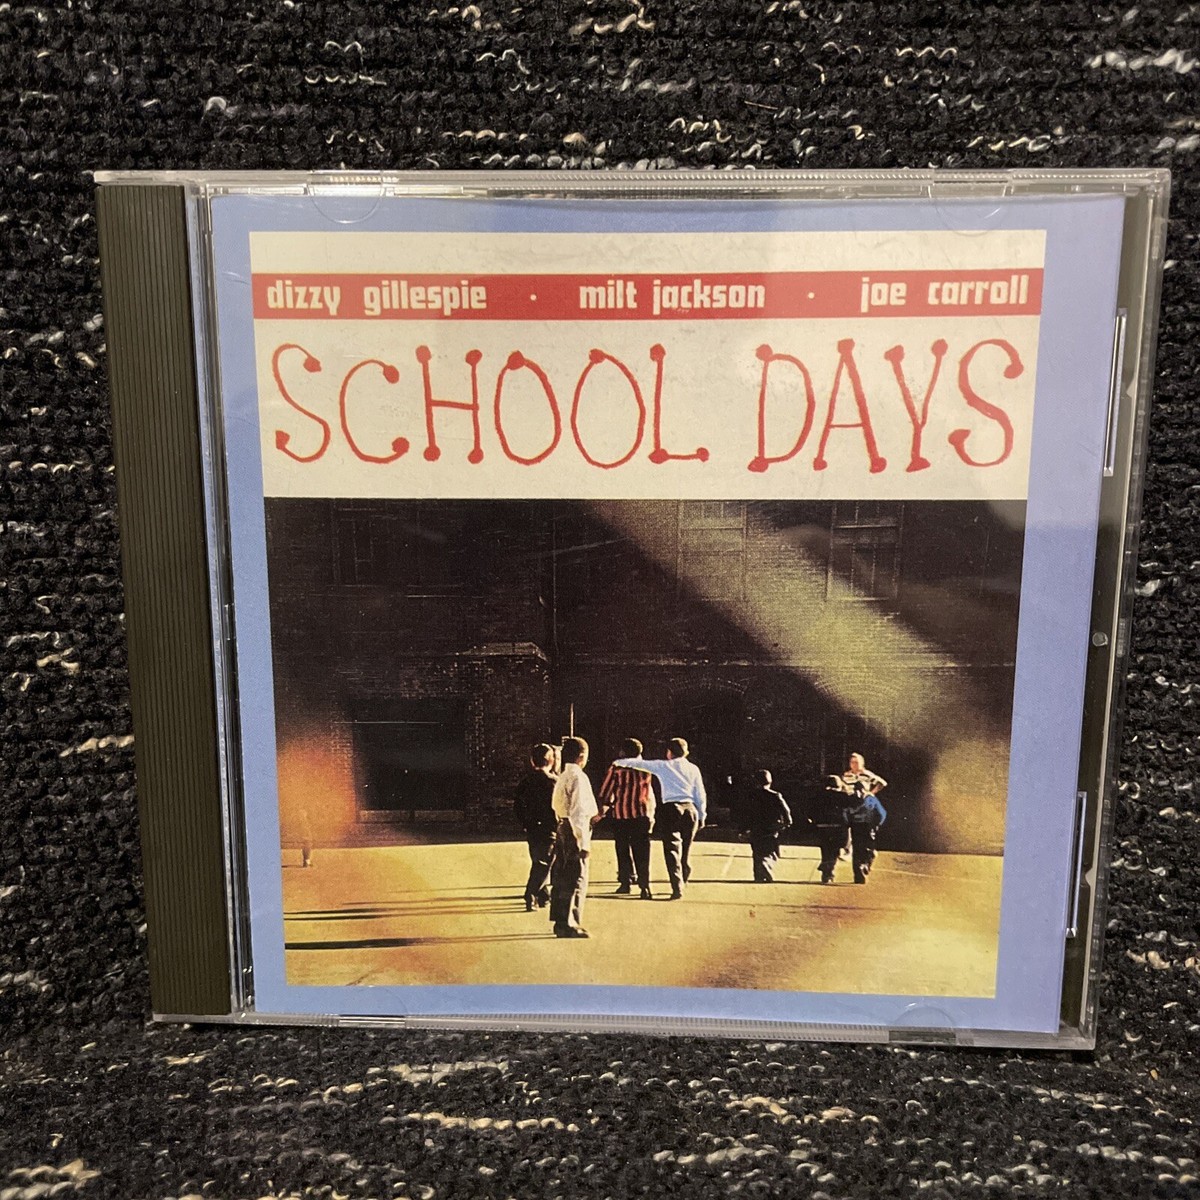 dizzy gillespie · milt jackson · joe carroll
SCHOOL DAYS